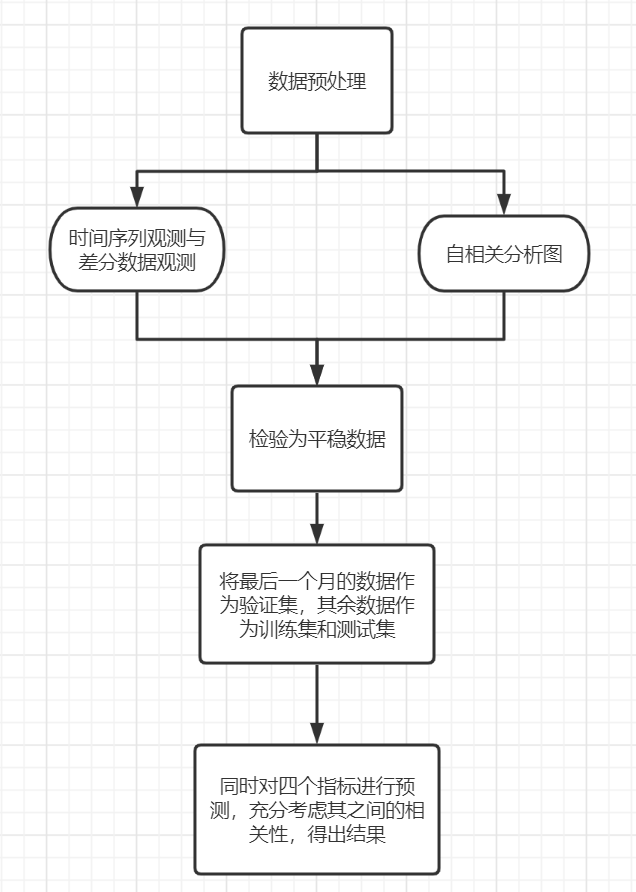 数据预处理
时间序列观测与
差分数据观测
自相关分析图
检验为平稳数据
将最后一个月的数据作
为验证集，其余数据作
为训练集和测试集
同时对四个指标进行预
测，充分考虑其之间的相
关性，得出结果